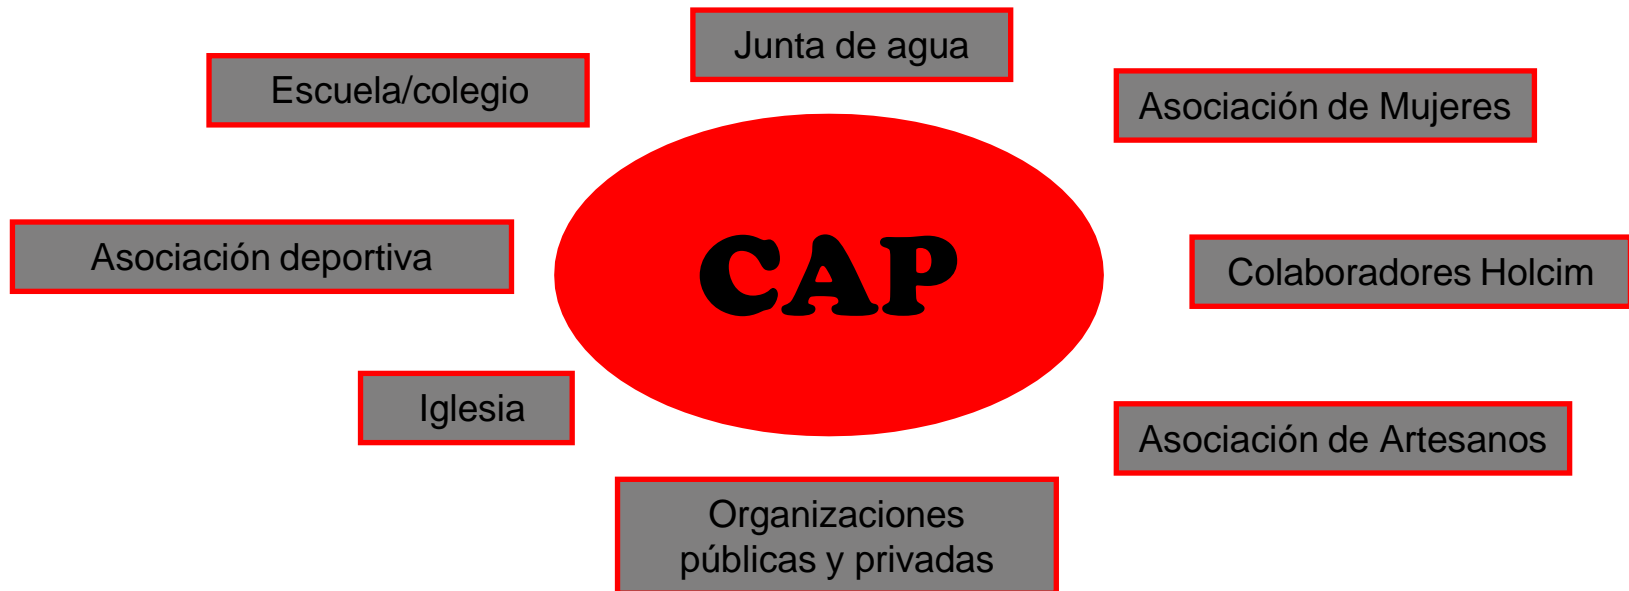 Junta de agua
Escuela/colegio
Asociación de Mujeres
Asociación deportiva
CAP
Colaboradores Holcim
Iglesia
Asociación de Artesanos
Organizaciones
públicas y privadas